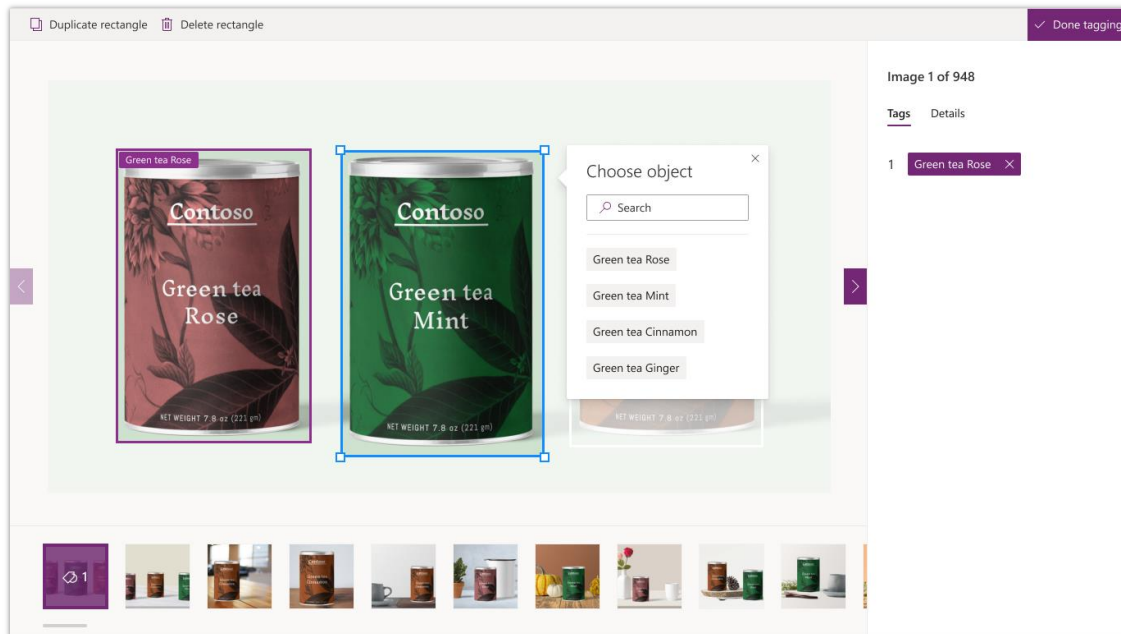 Duplicate rectangle
Delete rectangle
Done tagging
Image 1 of 948
Tags
Details
1
Green tea Rose
Green tea Rose
Contoso
Green tea
Rose
NET WEIGHT 7.8 oz (221 gm)
Contoso
Green tea
Mint
NET WEIGHT 7.8 oz (221 gm)
Choose object
Search
Green tea Rose
Green tea Mint
Green tea Cinnamon
Green tea Ginger
NET WEIGHT 7.8 oz (221 gm)
1
Contoso
Contoso